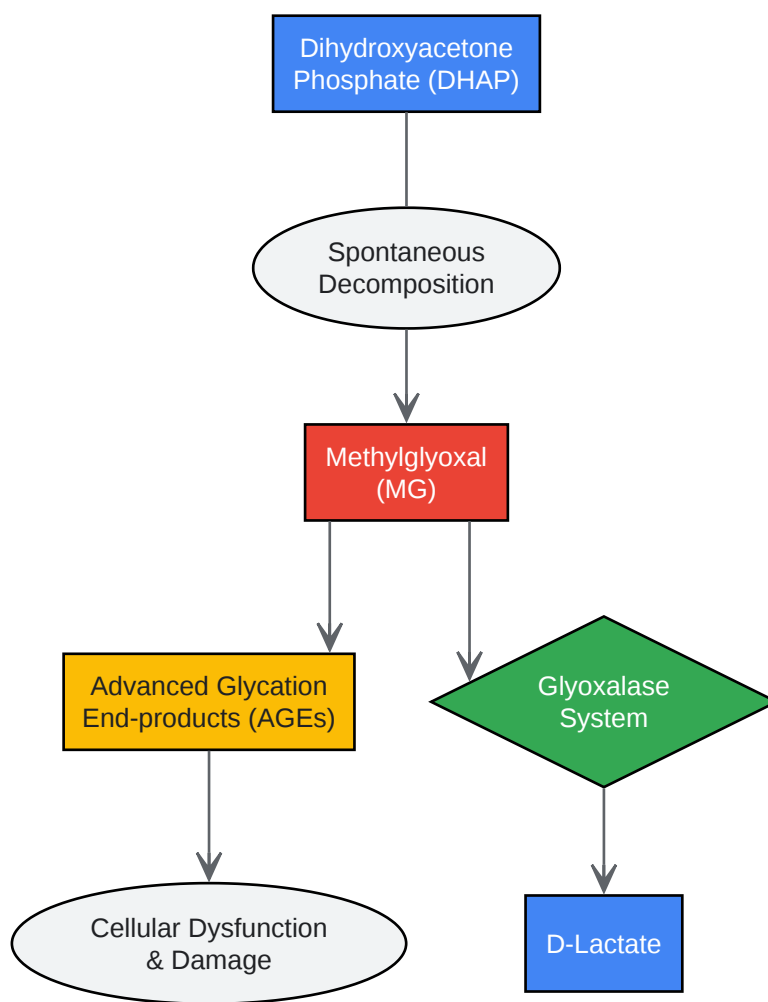 Dihydroxyacetone
Phosphate (DHAP)
Spontaneous
Decomposition
Methylglyoxal
(MG)
Advanced Glycation
End-products (AGEs)
Glyoxalase
System
Cellular Dysfunction
& Damage
D-Lactate